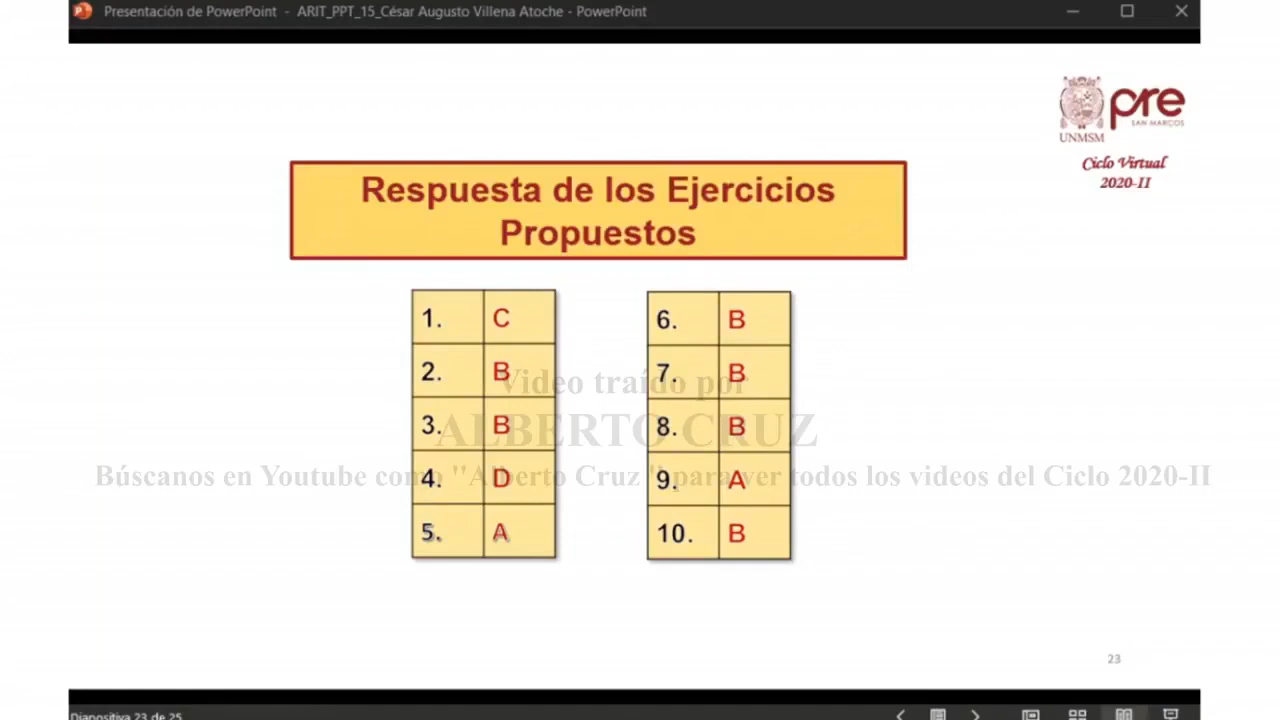 Presentación de PowerPoint - ARIT_PPT_15_César Augusto Villena Atoche - PowerPoint
pre
SAN MARCOS
UNMSM
Ciclo Virtual
2020-II
Respuesta de los Ejercicios
Propuestos
1. C
2. B
3. B
4. D
5. A
6. B
7. B
8. B
9. A
10. B
Video traído por
ALBERTO CRUZ
Búscanos en Youtube como "Alberto Cruz " para ver todos los videos del Ciclo 2020-II
23
Diapositiva 23 de 25